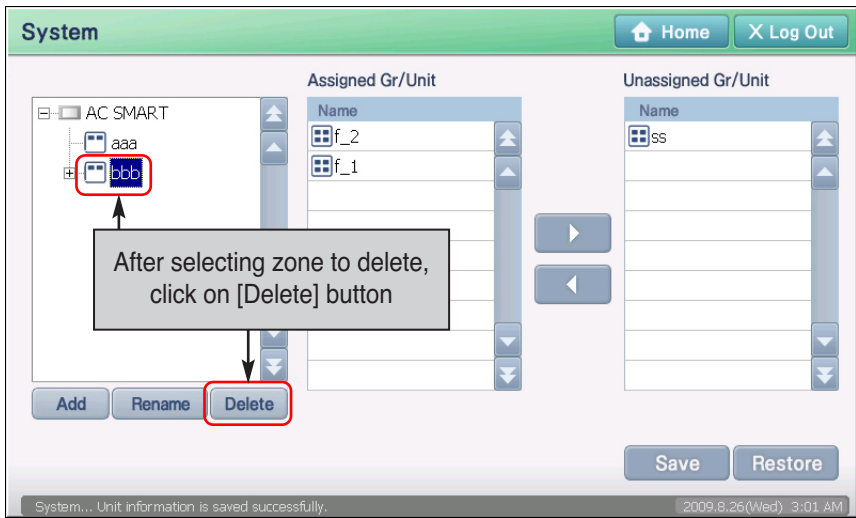 System
Home
X Log Out
Assigned Gr/Unit
Unassigned Gr/Unit
AC SMART
aaa
bbb
Name
f_2
f_1
Name
ss
After selecting zone to delete,
click on [Delete] button
Add
Rename
Delete
Save
Restore
System... Unit information is saved successfully.
2009.8.26(Wed) 3:01 AM